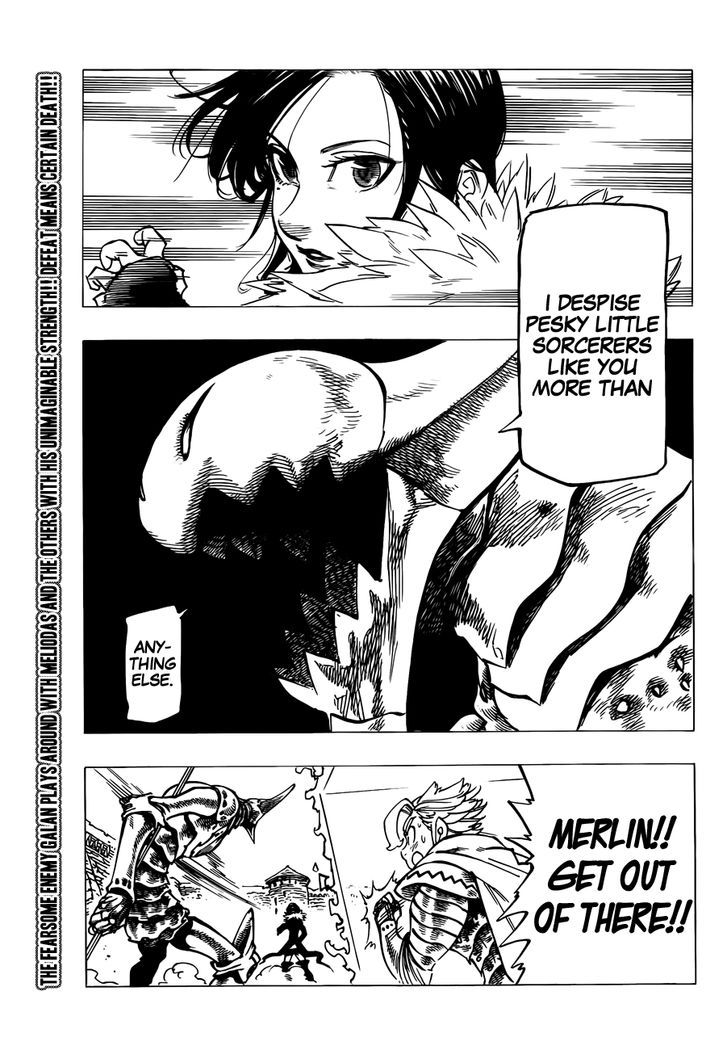 THE FEARSOME ENEMY GALAN PLAYS AROUND WITH MELIODAS AND THE OTHERS WITH HIS UNIMAGINABLE STRENGTH!! DEFEAT MEANS CERTAIN DEATH!!
I DESPISE
PESKY LITTLE
SORCERERS
LIKE YOU
MORE THAN
ANY-
THING
ELSE.
MERLIN!!
GET OUT
OF THERE!!